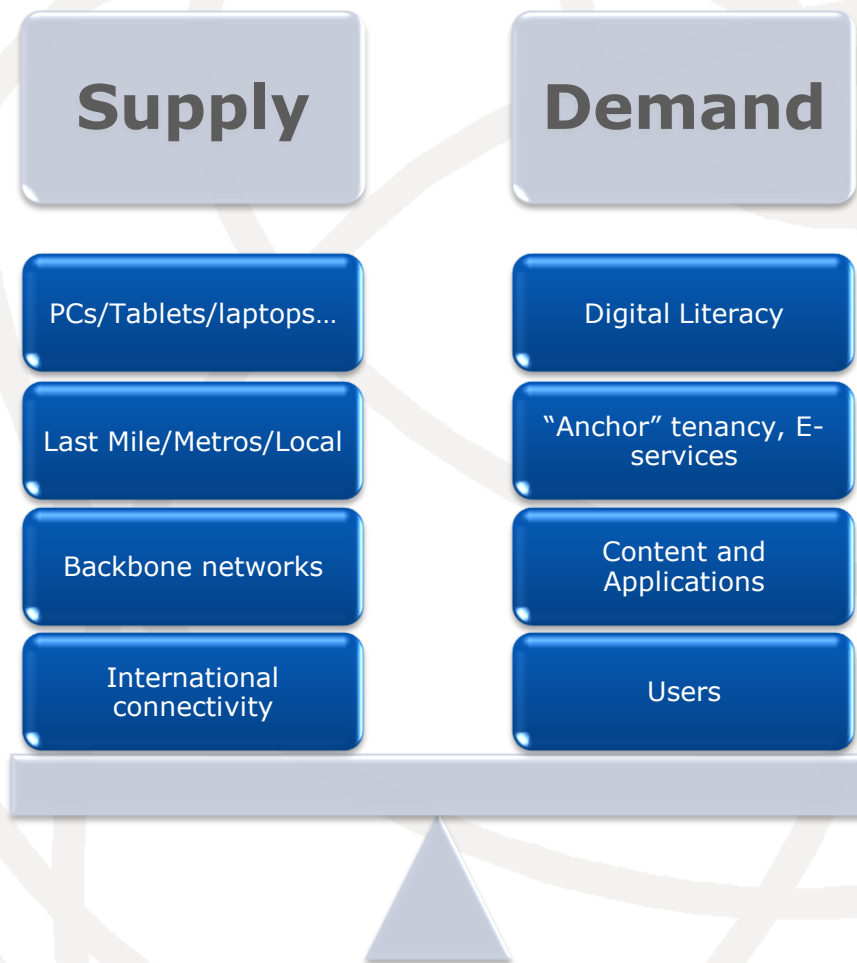 Supply
Demand
PCs/Tablets/laptops…
Last Mile/Metros/Local
Backbone networks
International
connectivity
Digital Literacy
“Anchor” tenancy, E-
services
Content and
Applications
Users